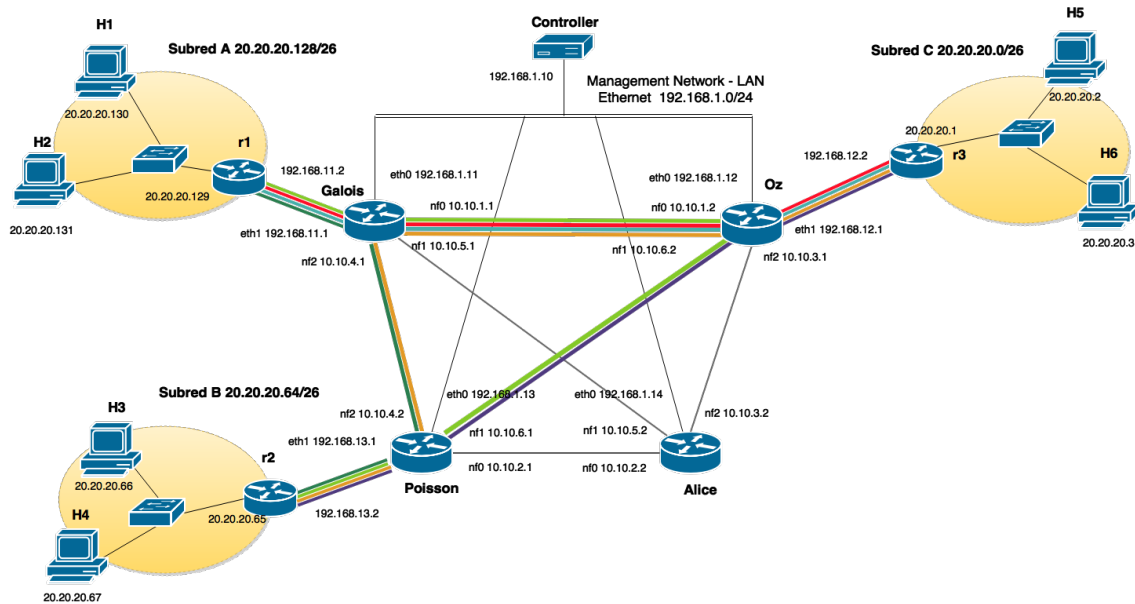 Controller
H1
H5
Subred A 20.20.20.128/26
Subred C 20.20.20.0/26
192.168.1.10
Management Network - LAN
Ethernet 192.168.1.0/24
20.20.20.130
20.20.20.2
H2
20.20.20.1
r1
r3
H6
192.168.11.2
192.168.12.2
20.20.20.129
Galois
eth0 192.168.1.11
eth0 192.168.1.12
Oz
20.20.20.131
nf0 10.10.1.1
nf0 10.10.1.2
eth1 192.168.11.1
nf1 10.10.5.1
nf1 10.10.6.2
eth1 192.168.12.1
20.20.20.3
nf2 10.10.4.1
nf2 10.10.3.1
Subred B 20.20.20.64/26
eth0 192.168.1.13
eth0 192.168.1.14
H3
nf2 10.10.4.2
nf2 10.10.3.2
eth1 192.168.13.1
nf1 10.10.6.1
nf1 10.10.5.2
r2
20.20.20.66
nf0 10.10.2.1
nf0 10.10.2.2
Poisson
Alice
H4
20.20.20.65
192.168.13.2
20.20.20.67